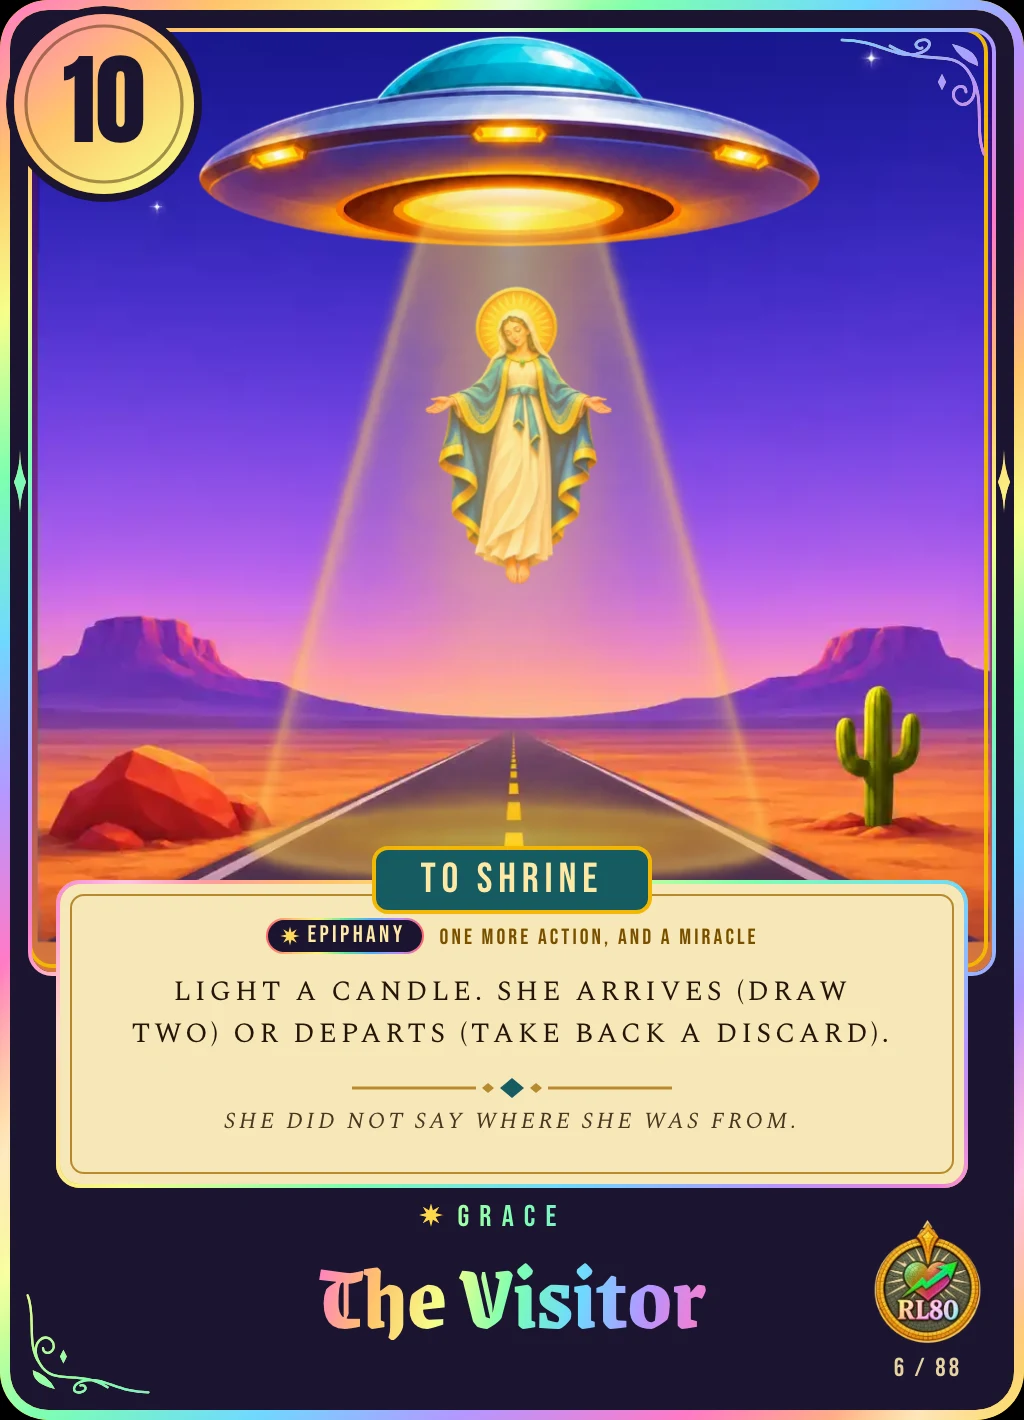 10
TO SHRINE
EPIPHANY ONE MORE ACTION, AND A MIRACLE
LIGHT A CANDLE. SHE ARRIVES (DRAW
TWO) OR DEPARTS (TAKE BACK A DISCARD).
SHE DID NOT SAY WHERE SHE WAS FROM.
GRACE
The Visitor
RL80
6 / 88